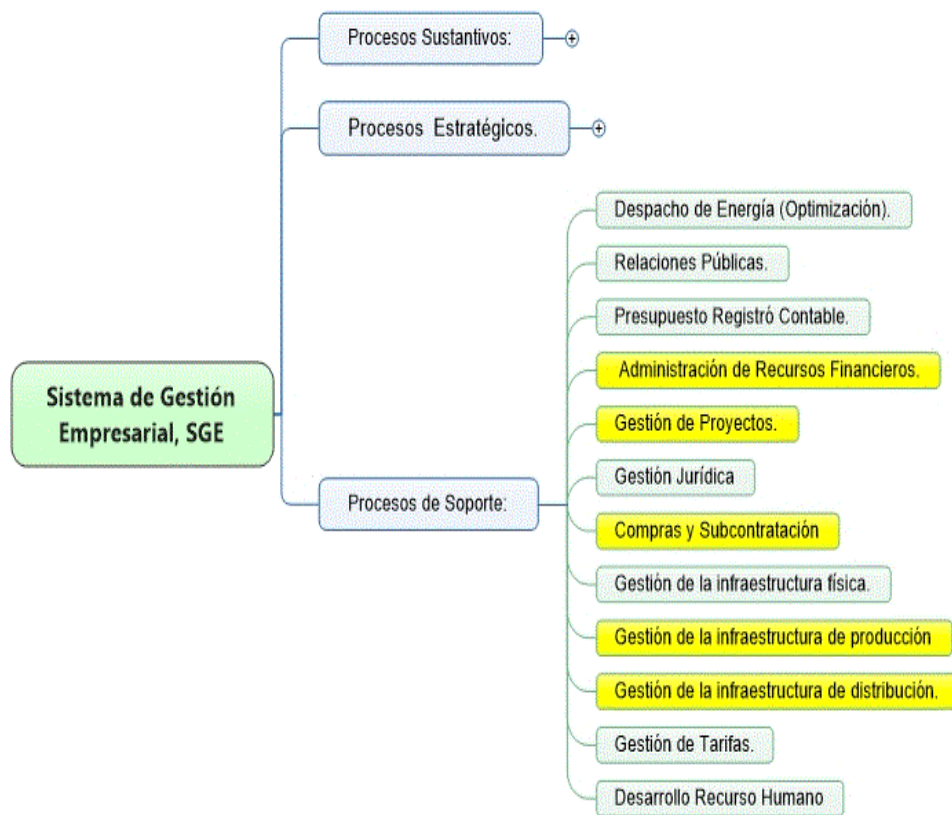 Procesos Sustantivos:
Procesos Estratégicos.
Despacho de Energía (Optimización).
Relaciones Públicas.
Presupuesto Registró Contable.
Administración de Recursos Financieros.
Gestión de Proyectos.
Sistema de Gestión
Empresarial, SGE
Gestión Jurídica
Procesos de Soporte:
Compras y Subcontratación
Gestión de la infraestructura física.
Gestión de la infraestructura de producción
Gestión de la infraestructura de distribución.
Gestión de Tarifas.
Desarrollo Recurso Humano